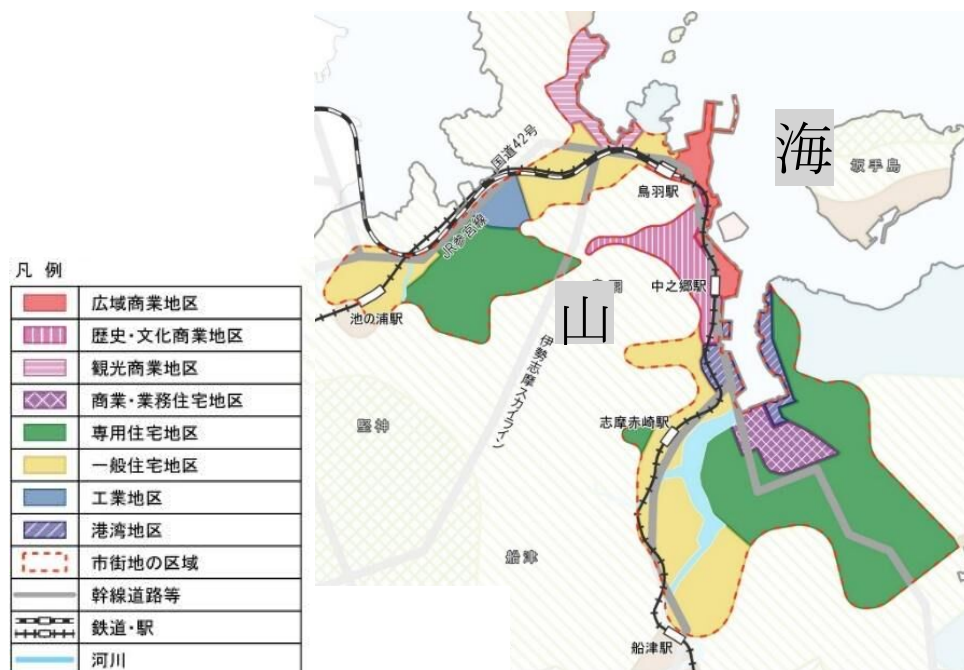 海
坂手島
国道42号
鳥羽駅
JR参宮線
中之郷駅
山
池の浦駅
伊勢志摩スカイライン
志摩赤崎駅
堅神
船津
船津駅
凡 例
広域商業地区
歴史・文化商業地区
観光商業地区
商業・業務住宅地区
専用住宅地区
一般住宅地区
工業地区
港湾地区
市街地の区域
幹線道路等
鉄道・駅
河川